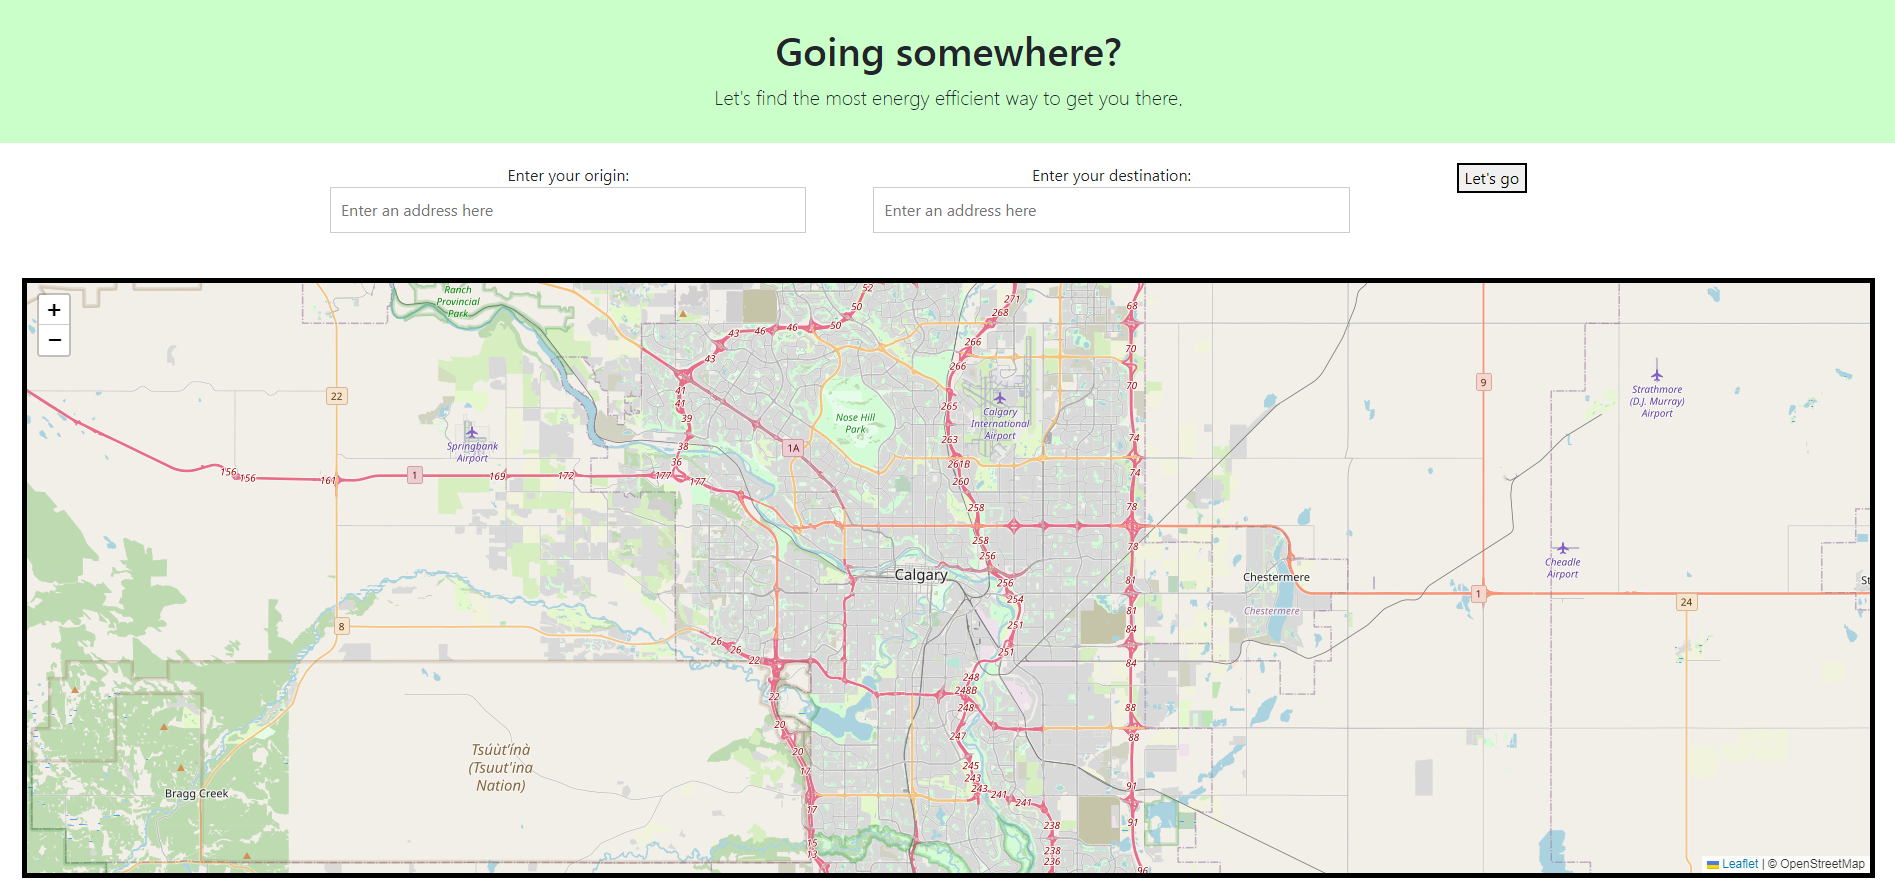 Going somewhere?
Let's find the most energy efficient way to get you there.
Enter your origin:
Enter your destination:
Let's go
Enter an address here
Enter an address here
+
−
Ranch
Provincial
Park
52
50
50
46
46
43
43
271
268
266
266
265
263
261B
260
258
258
256
256
254
251
251
248
248B
248
247
245
243
243
241
241
238
238
236
68
70
70
74
74
78
78
81
81
84
84
88
88
91
91
96
41
41
39
38
36
177
177
172
169
1
161
156
156
22
1A
Nose Hill
Park
Calgary
International
Airport
Springbank
Airport
9
Strathmore
(D.J. Murray)
Airport
Cheadle
Airport
Calgary
Chestermere
Chestermere
1
24
St
8
26
26
22
22
20
20
17
17
15
13
Tsúùt'ínà
(Tsuut'ina
Nation)
Bragg Creek
Leaflet | © OpenStreetMap